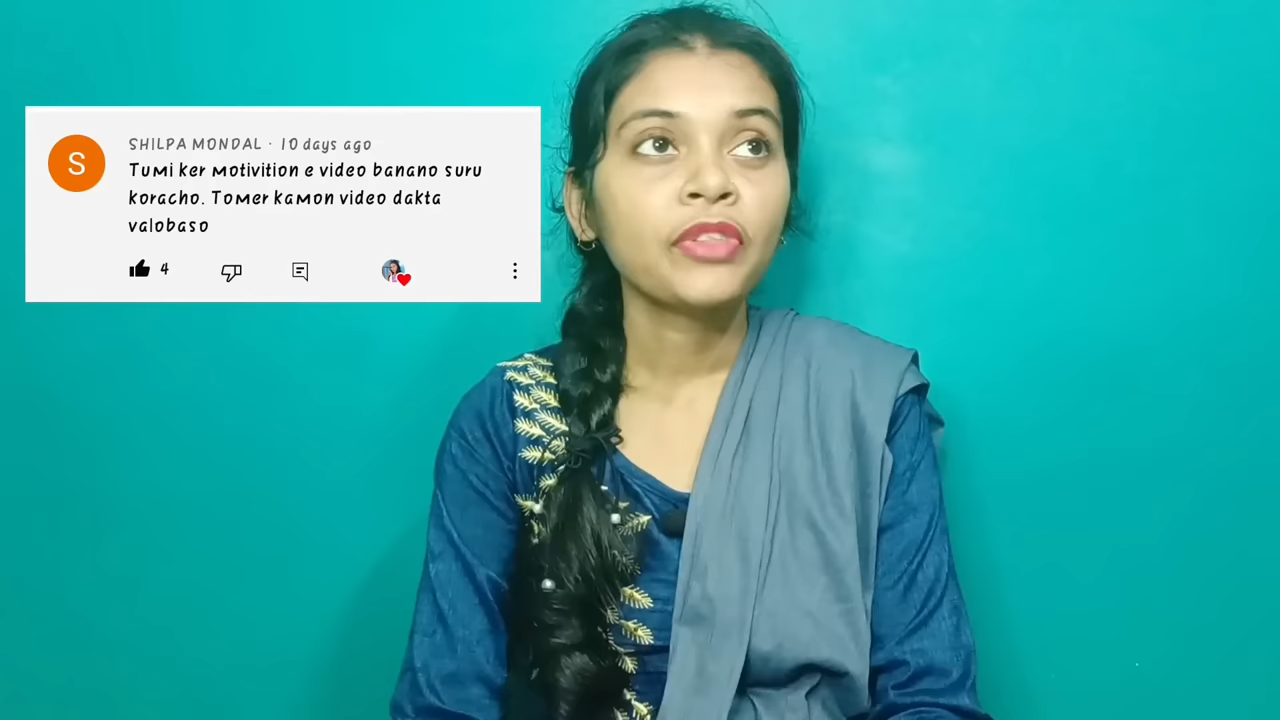 S
SHILPA MONDAL · 10 days ago
Tumi ker motivition e video banano suru
koracho. Tomer kamon video dakta
valobaso
4